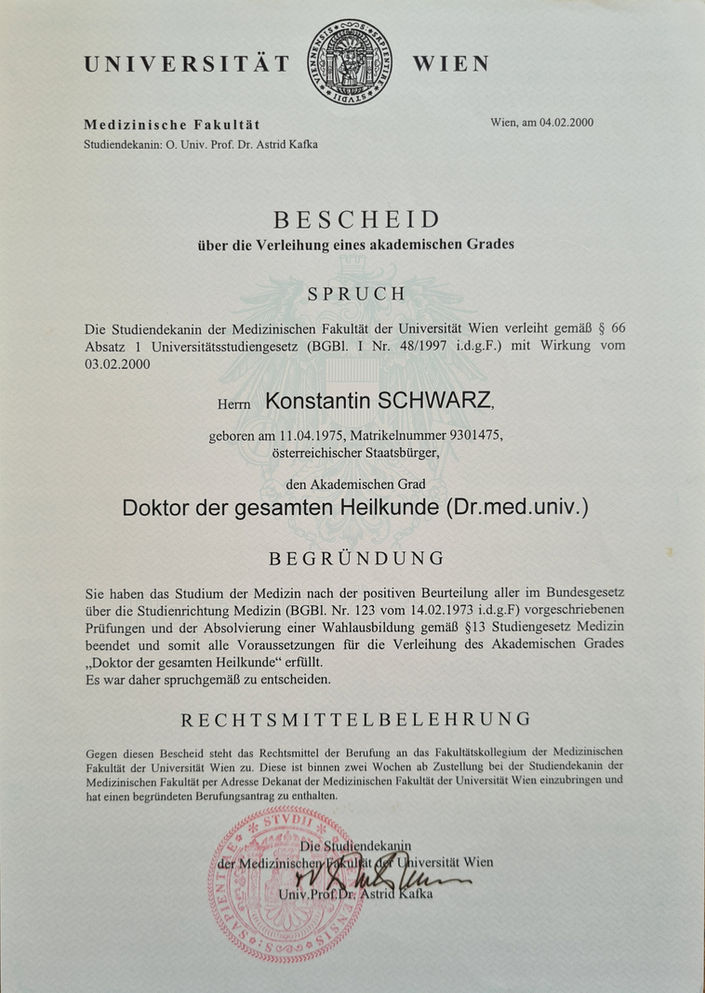 UNIVERSITÄT WIEN
Medizinische Fakultät
Wien, am 04.02.2000
Studiendekanin: O. Univ. Prof. Dr. Astrid Kafka
BESCHEID
über die Verleihung eines akademischen Grades
SPRUCH
Die Studiendekanin der Medizinischen Fakultät der Universität Wien verleiht gemäß § 66
Absatz 1 Universitätsstudiengesetz (BGBl. I Nr. 48/1997 i.d.g.F.) mit Wirkung vom
03.02.2000
Herrn Konstantin SCHWARZ,
geboren am 11.04.1975, Matrikelnummer 9301475,
österreichischer Staatsbürger,
den Akademischen Grad
Doktor der gesamten Heilkunde (Dr.med.univ.)
BEGRÜNDUNG
Sie haben das Studium der Medizin nach der positiven Beurteilung aller im Bundesgesetz
über die Studienrichtung Medizin (BGBl. Nr. 123 vom 14.02.1973 i.d.g.F) vorgeschriebenen
Prüfungen und der Absolvierung einer Wahlausbildung gemäß §13 Studiengesetz Medizin
beendet und somit alle Voraussetzungen für die Verleihung des Akademischen Grades
„Doktor der gesamten Heilkunde“ erfüllt.
Es war daher spruchgemäß zu entscheiden.
RECHTSMITTELBELEHRUNG
Gegen diesen Bescheid steht das Rechtsmittel der Berufung an das Fakultätskollegium der Medizinischen
Fakultät der Universität Wien zu. Diese ist binnen zwei Wochen ab Zustellung bei der Studiendekanin der
Medizinischen Fakultät per Adresse Dekanat der Medizinischen Fakultät der Universität Wien einzubringen und
hat einen begründeten Berufungsantrag zu enthalten.
Die Studiendekanin
der Medizinischen Fakultät der Universität Wien
Univ.Prof.Dr. Astrid Kafka